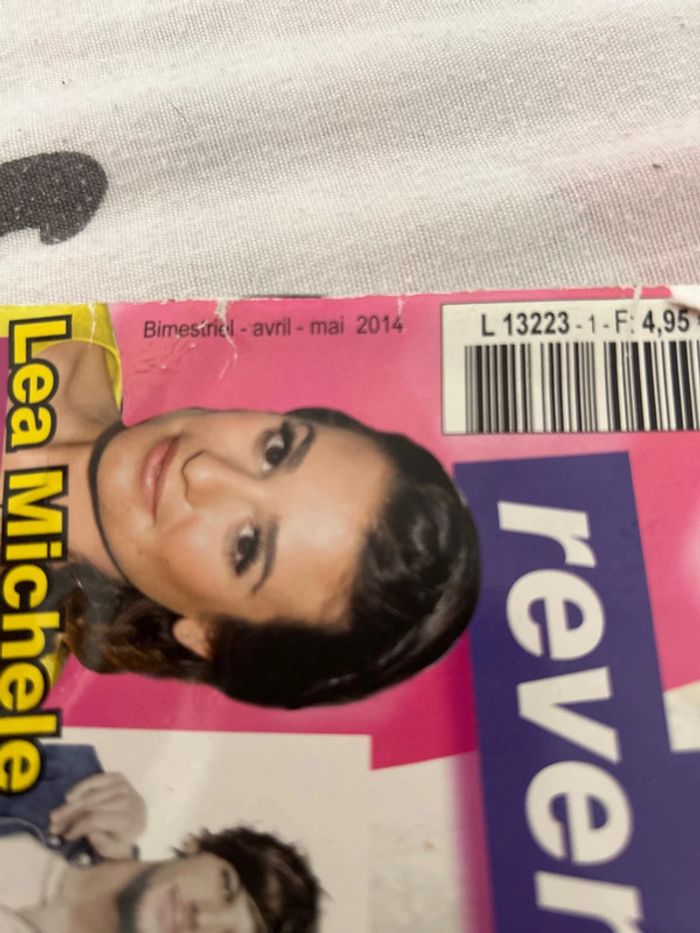 Bimestriel - avril - mai 2014
L 13223 - 1 - F: 4,95
rever
Lea Michele